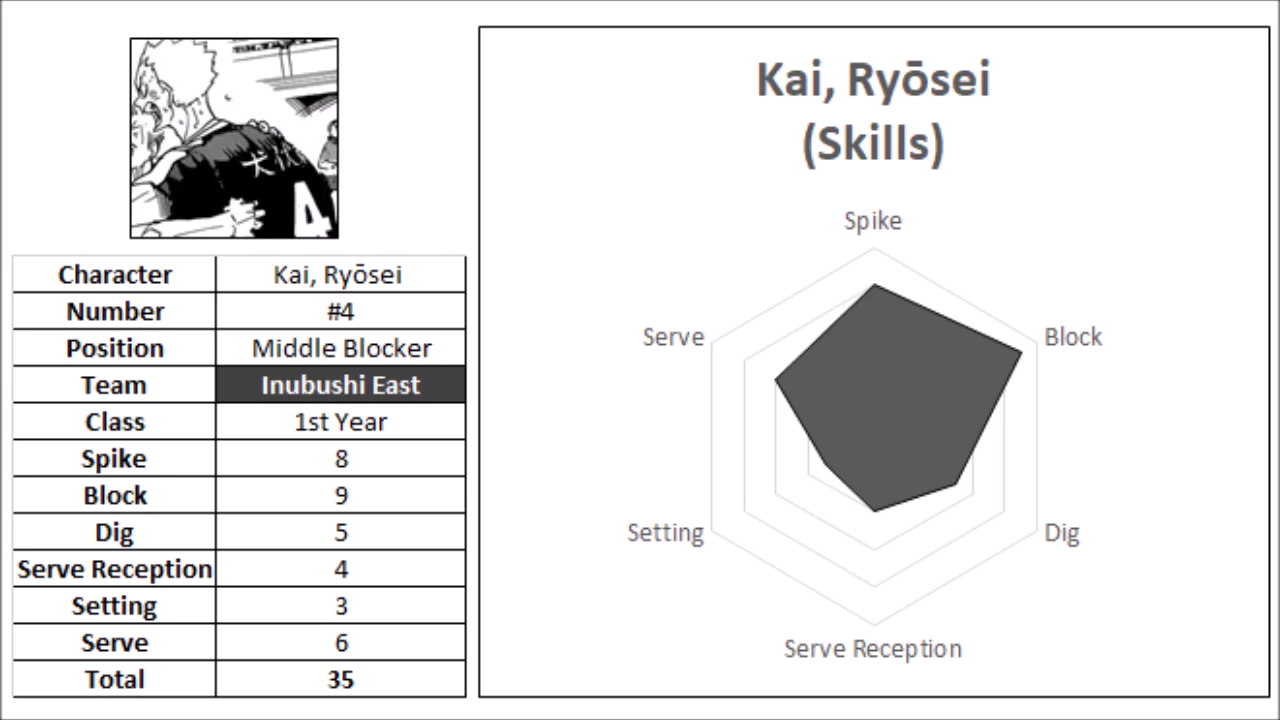 Character Kai, Ryōsei
Number #4
Position Middle Blocker
Team Inubushi East
Class 1st Year
Spike 8
Block 9
Dig 5
Serve Reception 4
Setting 3
Serve 6
Total 35
4
Kai, Ryōsei
(Skills)
Spike
Block
Dig
Serve Reception
Setting
Serve